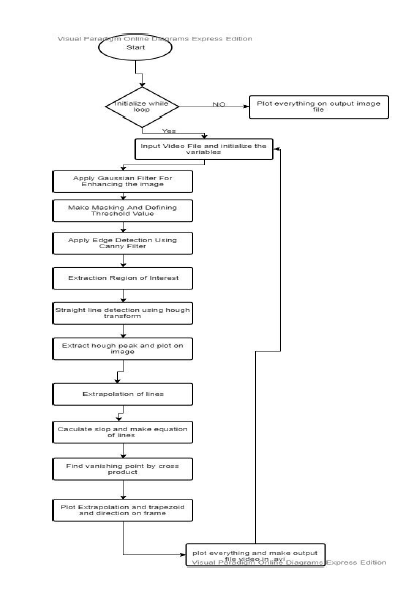 Visual Paradigm Online Diagrams Express Edition
Start
Initialize while
loop
NO
Plot everything on output image
file
Yes
Input Video File and initialize the
variables
Apply Gaussian Filter For
Enhancing the image
Make Masking And Defining
Threshold Value
Apply Edge Detection Using
Canny Filter
Extraction Region of Interest
Straight line detection using hough
transform
Extract hough peak and plot on
image
Extrapolation of lines
Caculate slop and make equation
of lines
Find vanishing point by cross
product
Plot Extrapolation and trapezoid
and direction on frame
plot everything and make output
file video.in .avi
Visual Paradigm Online Diagrams Express Edition